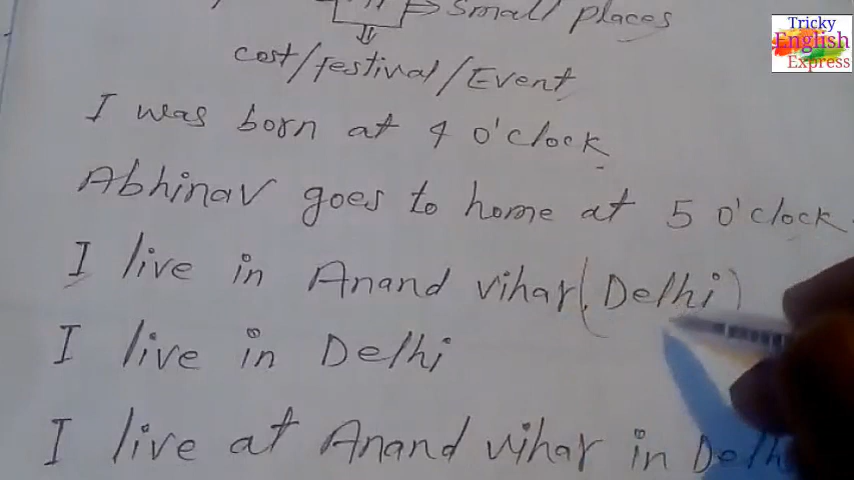 small places
Tricky
English
Express
cost/festival/Event
I was born at 4 o'clock.
Abhinav goes to home at 5 o'clock.
I live in Anand vihar (Delhi)
I live in Delhi
I live at Anand vihar in Delhi